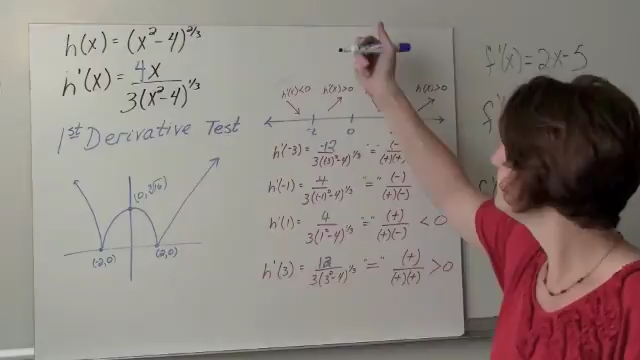 h(x) = (x² - 4)^(2/3)
h'(x) = 4x / 3(x² - 4)^(1/3)
1st Derivative Test
(0, ∛16)
(-2,0)
(2,0)
h'(x)<0 h'(x)>0 h'(x)>0
-2 0
h'(-3) = -12 / 3((-3)² - 4)^(1/3) "=" (-) / (+)(+)
h'(-1) = 4 / 3((-1)² - 4)^(1/3) "=" (-) / (+)(-)
h'(1) = 4 / 3(1² - 4)^(1/3) "=" (+) / (+)(-) < 0
h'(3) = 12 / 3(3² - 4)^(1/3) "=" (+) / (+)(+) > 0
f'(x) = 2x - 5